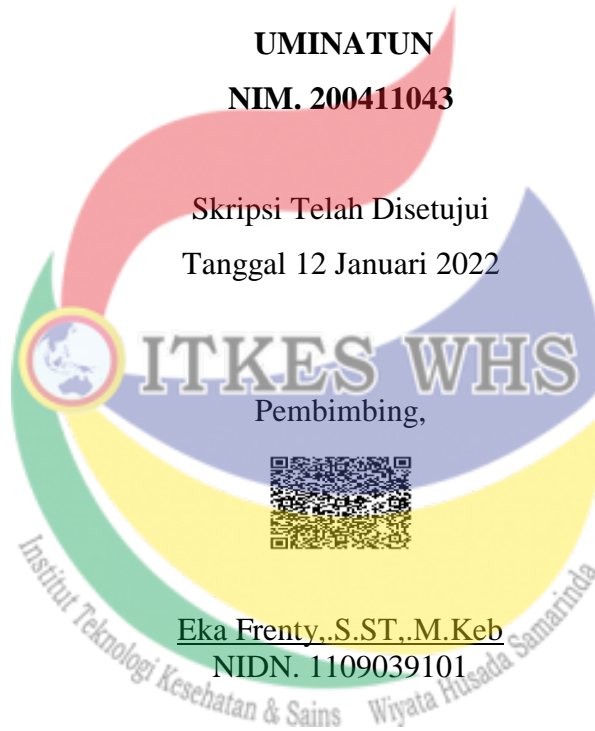 UMINATUN
NIM. 200411043
Skripsi Telah Disetujui
Tanggal 12 Januari 2022
ITKES WHS
Pembimbing,
Eka Frenty,.S.ST,.M.Keb
NIDN. 1109039101
Institut Teknologi Kesehatan & Sains Wiyata Husada Samarinda